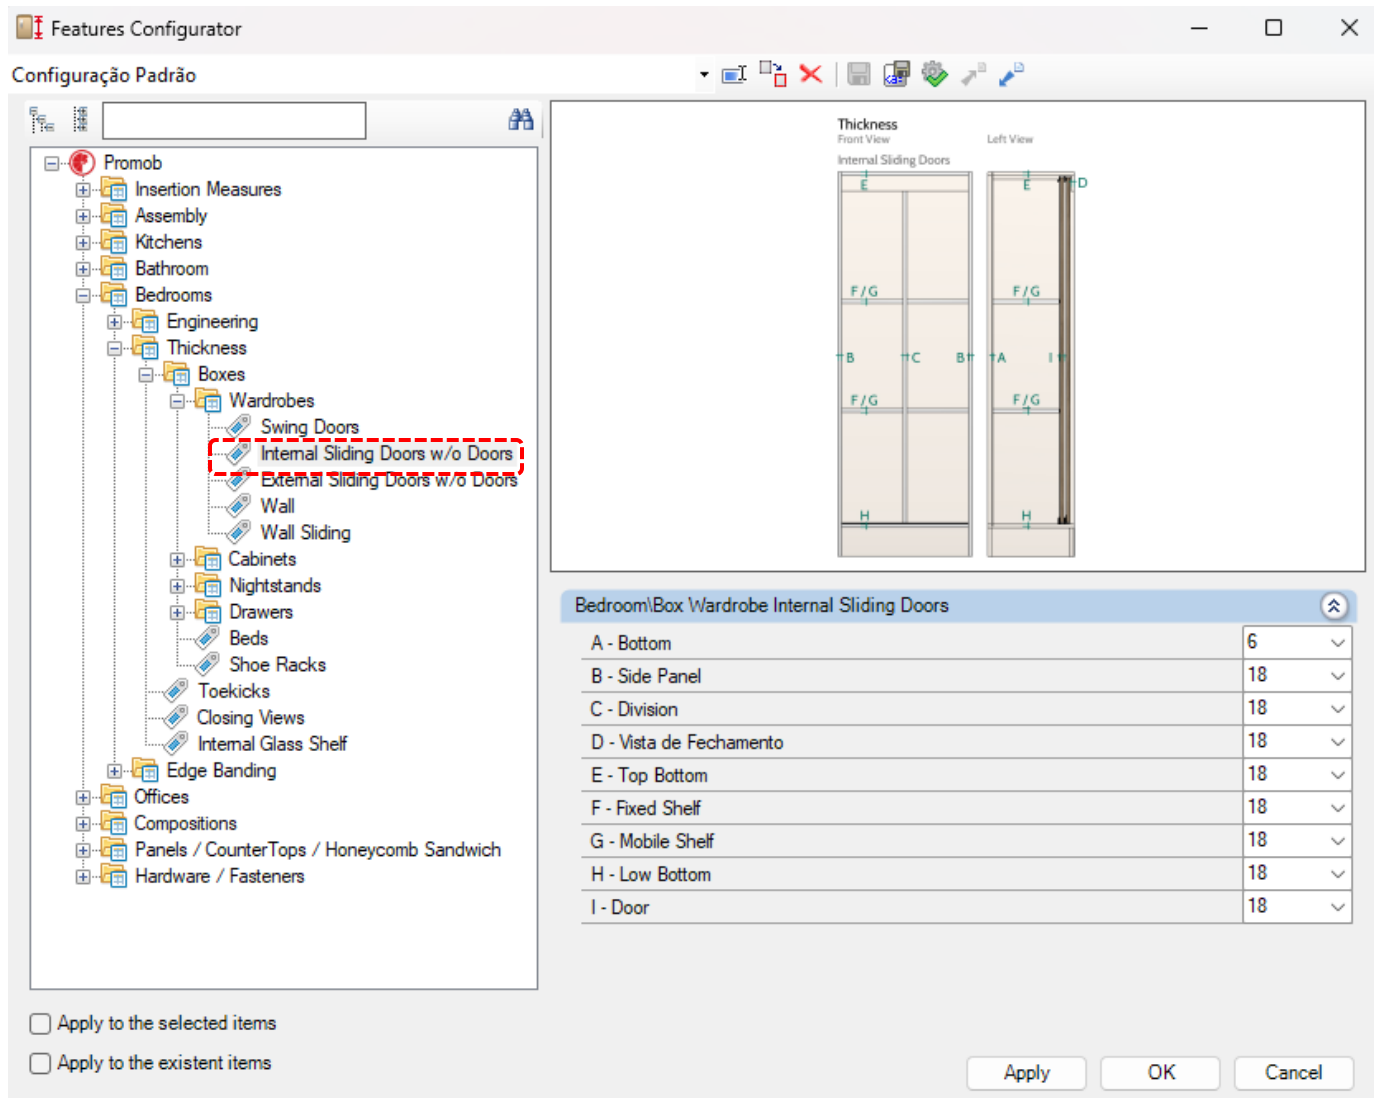 Features Configurator
Configuração Padrão
Promob
Insertion Measures
Assembly
Kitchens
Bathroom
Bedrooms
Engineering
Thickness
Boxes
Wardrobes
Swing Doors
Internal Sliding Doors w/o Doors
External Sliding Doors w/o Doors
Wall
Wall Sliding
Cabinets
Nightstands
Drawers
Beds
Shoe Racks
Toekicks
Closing Views
Internal Glass Shelf
Edge Banding
Offices
Compositions
Panels / CounterTops / Honeycomb Sandwich
Hardware / Fasteners
Apply to the selected items
Apply to the existent items
Thickness
Front View Left View
Internal Sliding Doors
E E D
F/G F/G
B C B A I
F/G F/G
H H
Bedroom\Box Wardrobe Internal Sliding Doors
A - Bottom 6
B - Side Panel 18
C - Division 18
D - Vista de Fechamento 18
E - Top Bottom 18
F - Fixed Shelf 18
G - Mobile Shelf 18
H - Low Bottom 18
I - Door 18
Apply OK Cancel